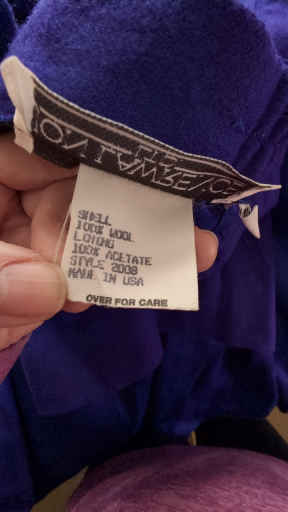 SHELL
100% WOOL
LINING
100% ACETATE
STYLE 2008
MADE IN USA
OVER FOR CARE